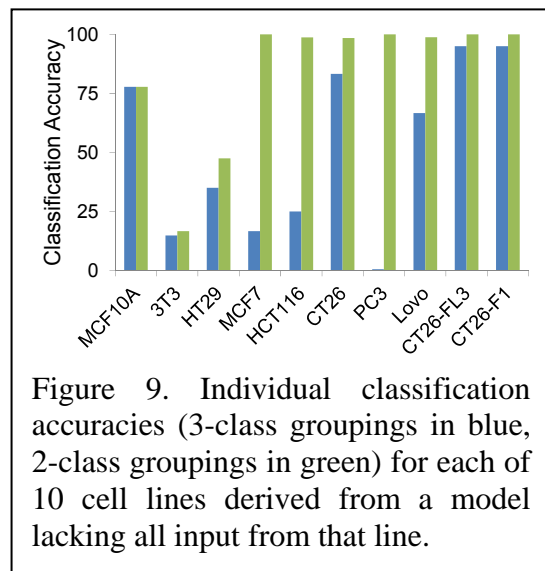 Classification Accuracy
100
75
50
25
0
MCF10A
3T3
HT29
MCF7
HCT116
CT26
PC3
Lovo
CT26-FL3
CT26-F1
Figure 9. Individual classification
accuracies (3-class groupings in blue,
2-class groupings in green) for each of
10 cell lines derived from a model
lacking all input from that line.